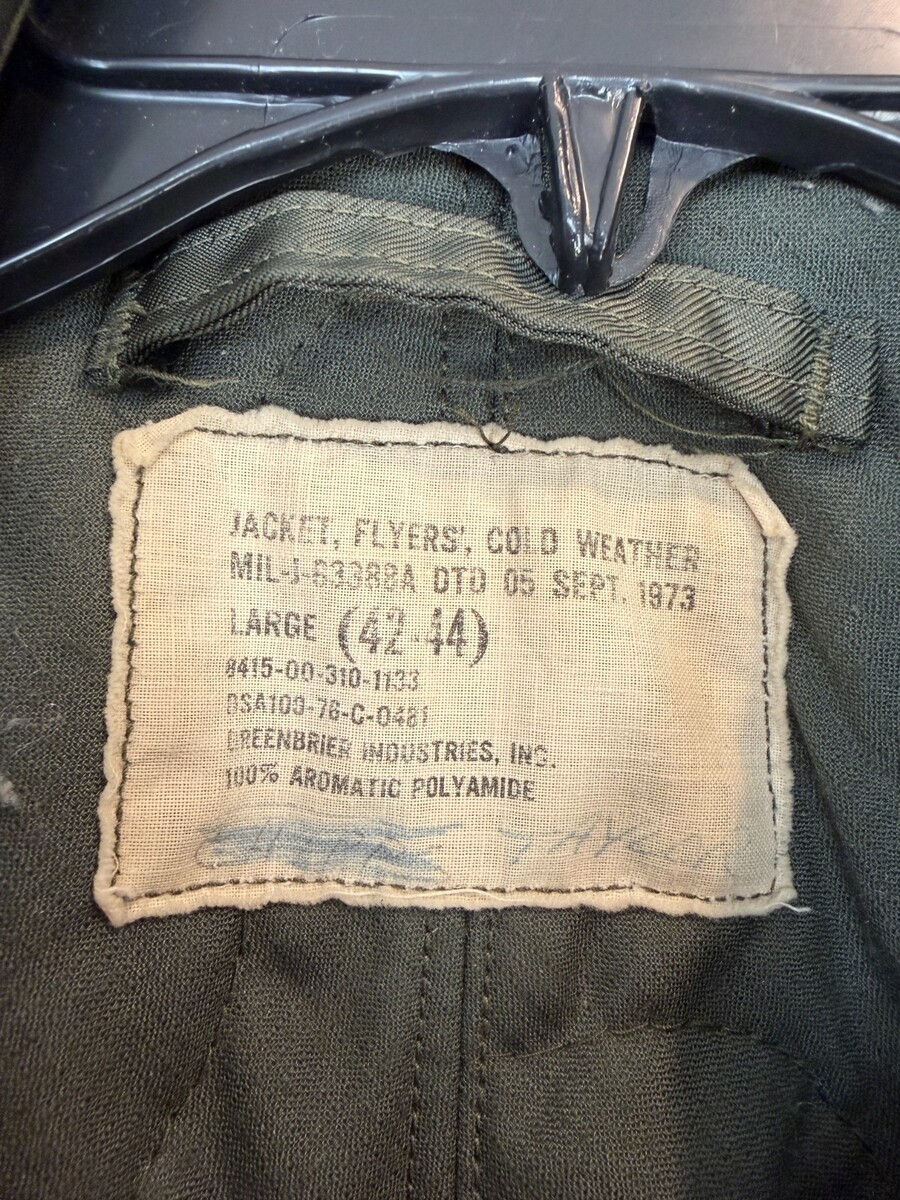 JACKET, FLYERS', COLD WEATHER
MIL-J-83388A DTD 05 SEPT. 1973
LARGE (42-44)
8415-00-310-1133
DSA100-76-C-0481
GREENBRIER INDUSTRIES, INC.
100% AROMATIC POLYAMIDE